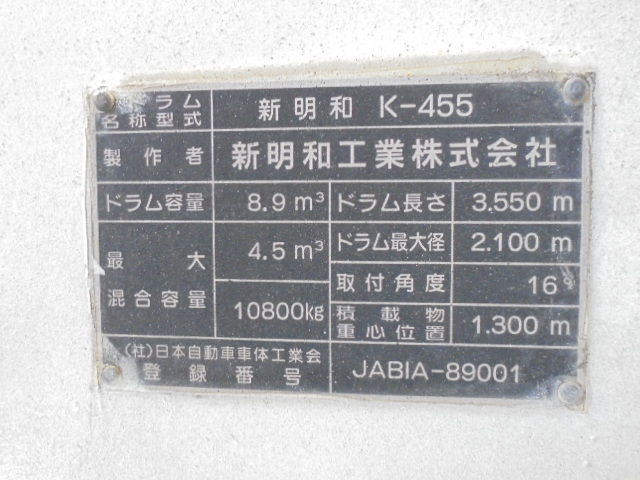 ドラム
名称型式
新明和 K-455
製作者
新明和工業株式会社
ドラム容量
8.9 m³
ドラム長さ
3.550 m
最大
混合容量
4.5 m³
10800kg
ドラム最大径
2.100 m
取付角度
16°
積載物
重心位置
1.300 m
(社)日本自動車車体工業会
登録番号
JABIA-89001